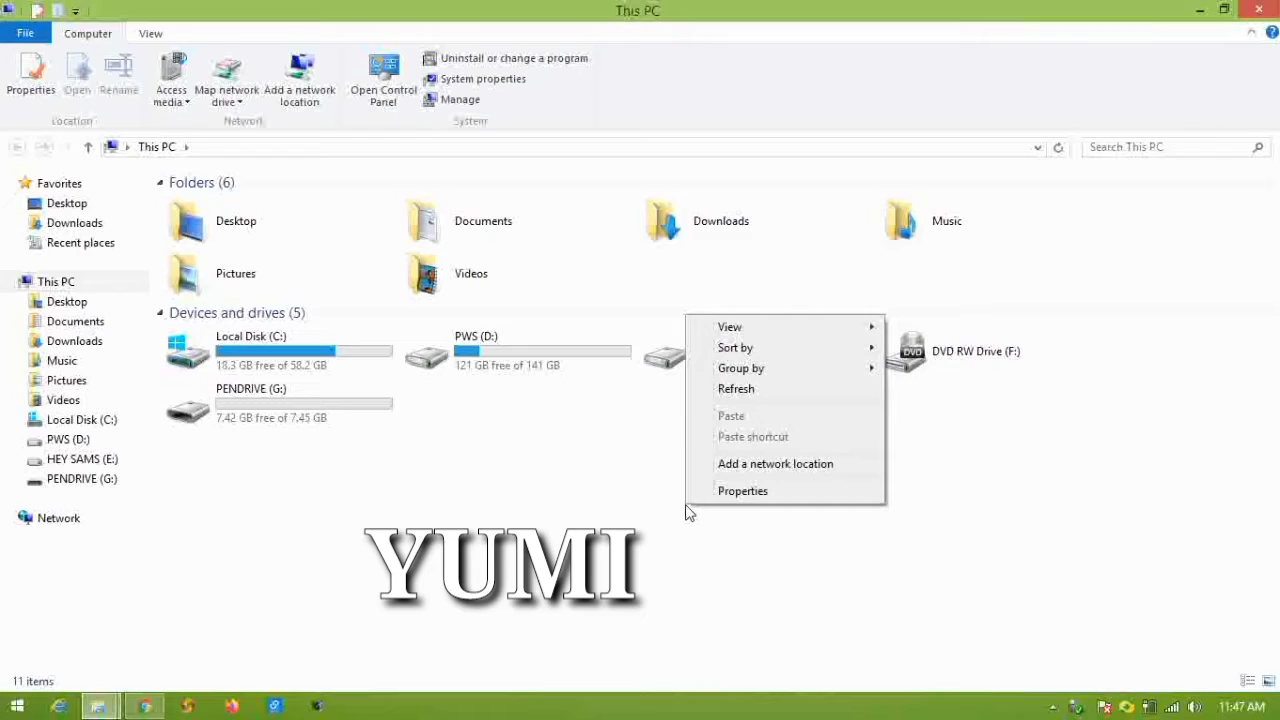 This PC
File
Computer
View
Properties
Open
Rename
Access media
Map network drive
Add a network location
Open Control Panel
Uninstall or change a program
System properties
Manage
Location
Network
System
This PC
Search This PC
Favorites
Desktop
Downloads
Recent places
This PC
Desktop
Documents
Downloads
Music
Pictures
Videos
Local Disk (C:)
PWS (D:)
HEY SAMS (E:)
PENDRIVE (G:)
Network
Folders (6)
Desktop
Documents
Downloads
Music
Pictures
Videos
Devices and drives (5)
Local Disk (C:)
18.3 GB free of 58.2 GB
PWS (D:)
121 GB free of 141 GB
DVD RW Drive (F:)
DVD
PENDRIVE (G:)
7.42 GB free of 7.45 GB
View
Sort by
Group by
Refresh
Paste
Paste shortcut
Add a network location
Properties
YUMI
11 items
11:47 AM